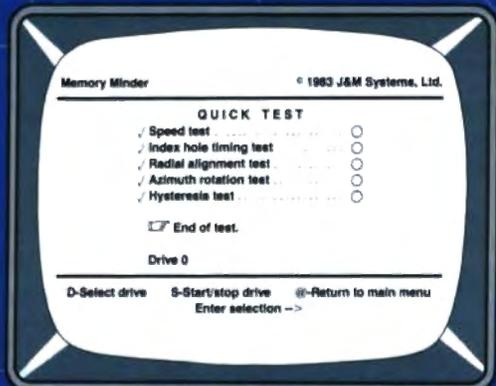 Memory Minder © 1983 J&M Systems, Ltd.
QUICK TEST
✓ Speed test . . . . . . . . . . . . . . . . . . ○
✓ Index hole timing test . . . . . . ○
✓ Radial alignment test . . . . . . . . ○
✓ Azimuth rotation test . . . . . . . . ○
✓ Hysteresis test . . . . . . . . . . . . . . ○
☞ End of test.
Drive 0
D-Select drive S-Start/stop drive @-Return to main menu
Enter selection -->